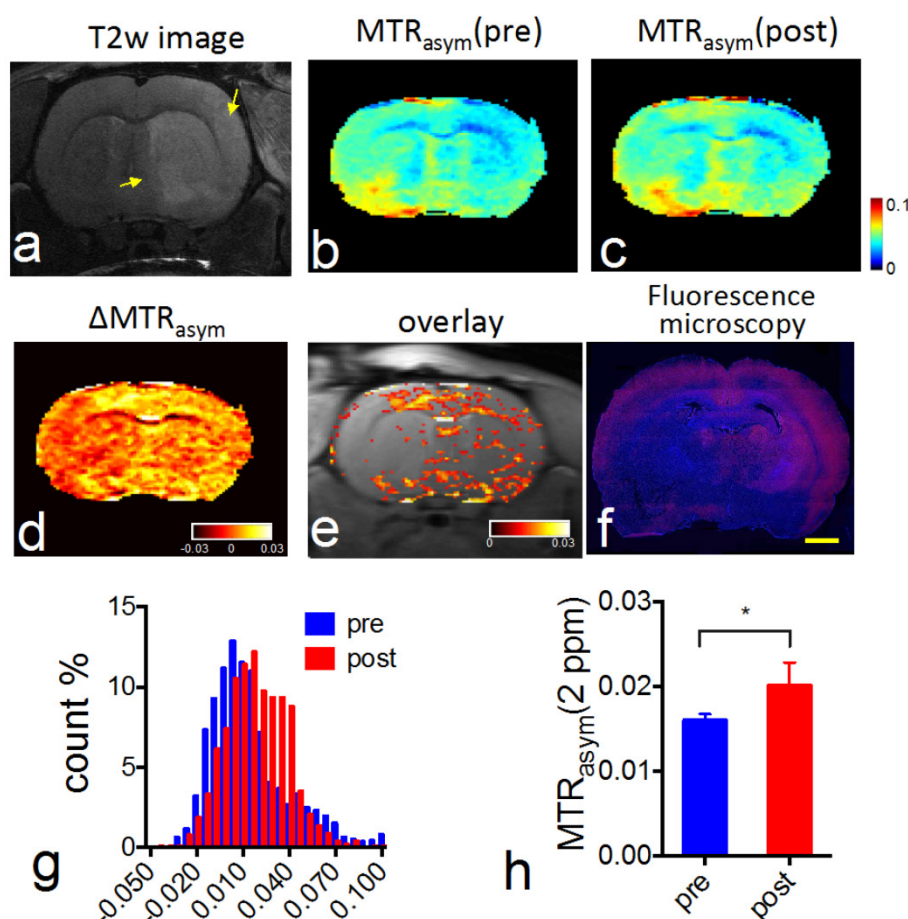 T2w image
MTRasym(pre)
MTRasym(post)
a
b
c
0.1
0
ΔMTRasym
overlay
Fluorescence
microscopy
d
-0.03 0 0.03
e
0 0.03
f
count %
15
10
5
0
pre
post
-0.050
-0.020
0.010
0.040
0.070
0.100
g
MTRasym(2 ppm)
0.03
0.02
0.01
0.00
*
pre
post
h